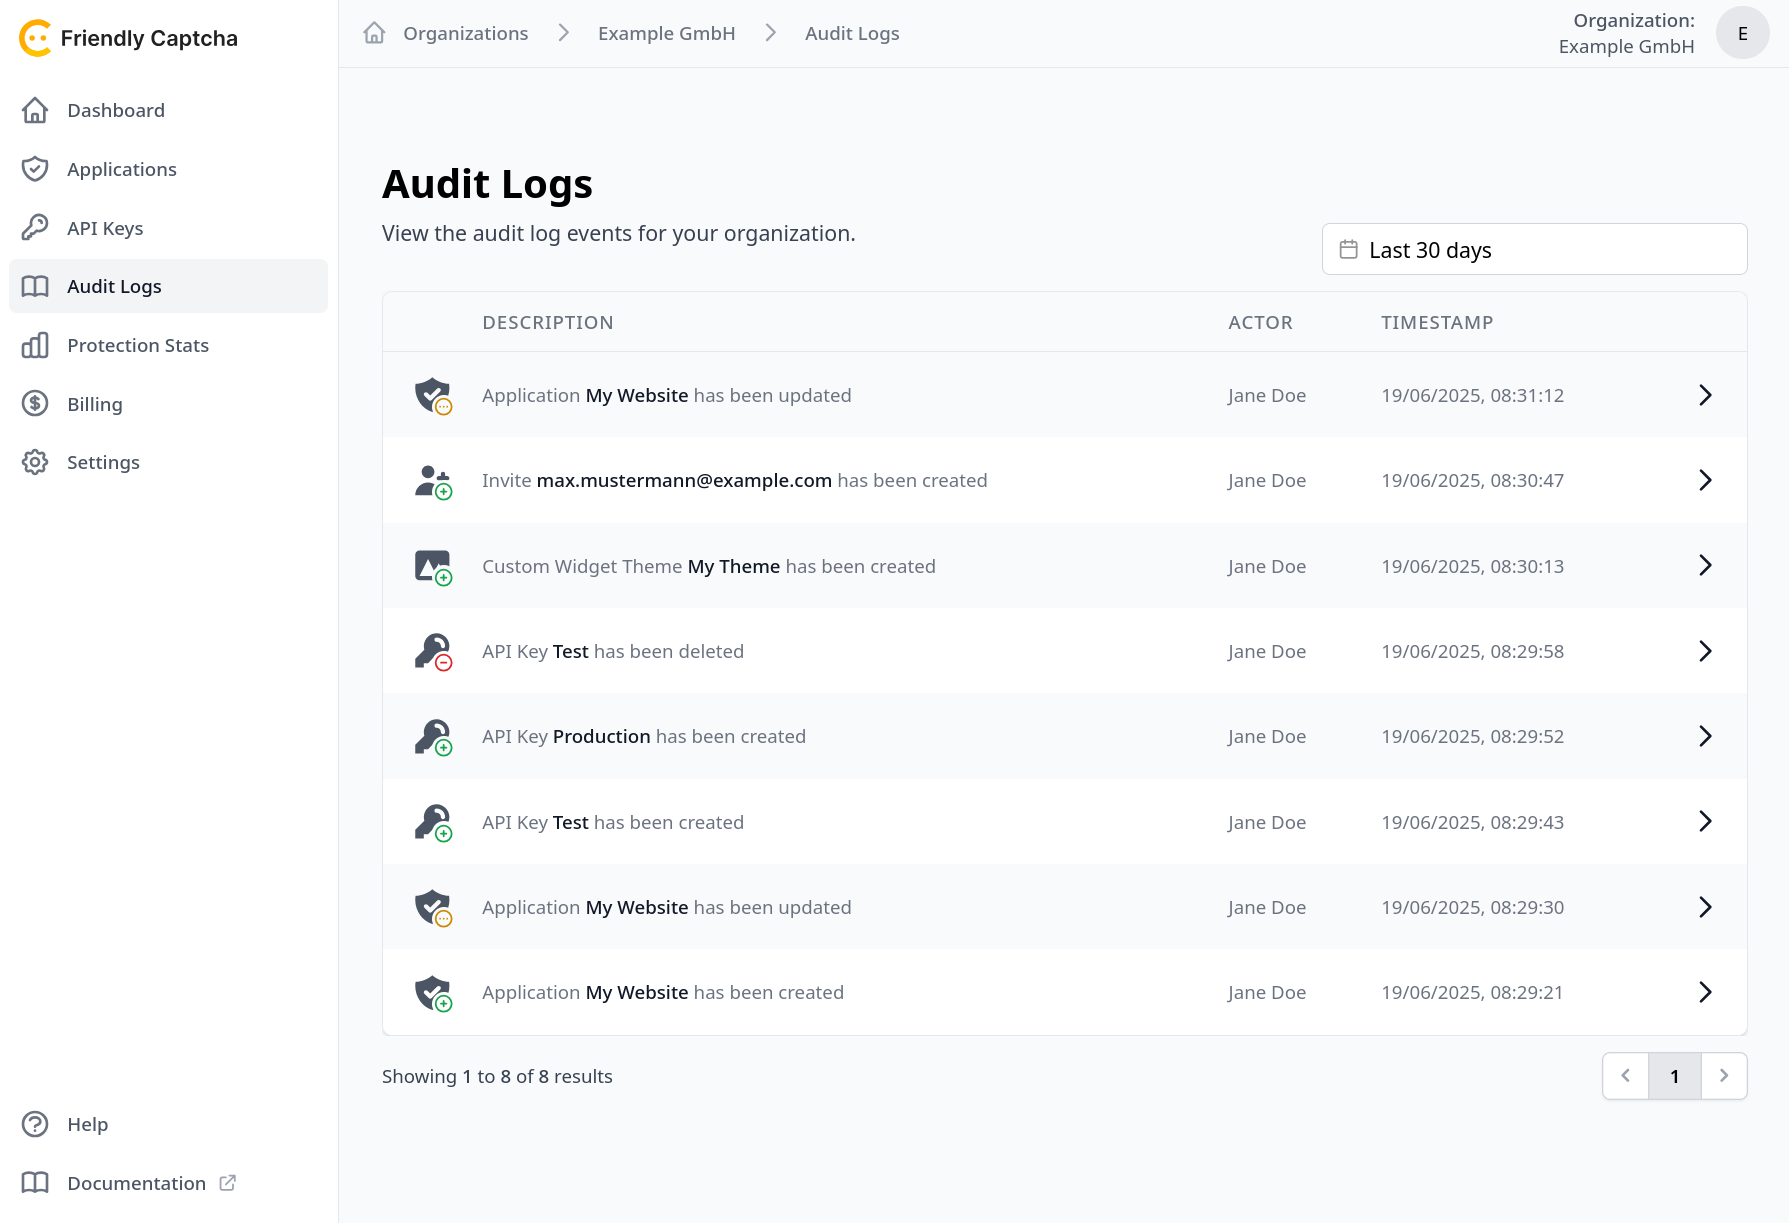 Friendly Captcha
Dashboard
Applications
API Keys
Audit Logs
Protection Stats
Billing
Settings
Help
Documentation
Organizations
Example GmbH
Audit Logs
Organization:
Example GmbH
E
Audit Logs
View the audit log events for your organization.
Last 30 days
DESCRIPTION ACTOR TIMESTAMP
Application My Website has been updated Jane Doe 19/06/2025, 08:31:12
Invite max.mustermann@example.com has been created Jane Doe 19/06/2025, 08:30:47
Custom Widget Theme My Theme has been created Jane Doe 19/06/2025, 08:30:13
API Key Test has been deleted Jane Doe 19/06/2025, 08:29:58
API Key Production has been created Jane Doe 19/06/2025, 08:29:52
API Key Test has been created Jane Doe 19/06/2025, 08:29:43
Application My Website has been updated Jane Doe 19/06/2025, 08:29:30
Application My Website has been created Jane Doe 19/06/2025, 08:29:21
Showing 1 to 8 of 8 results
1